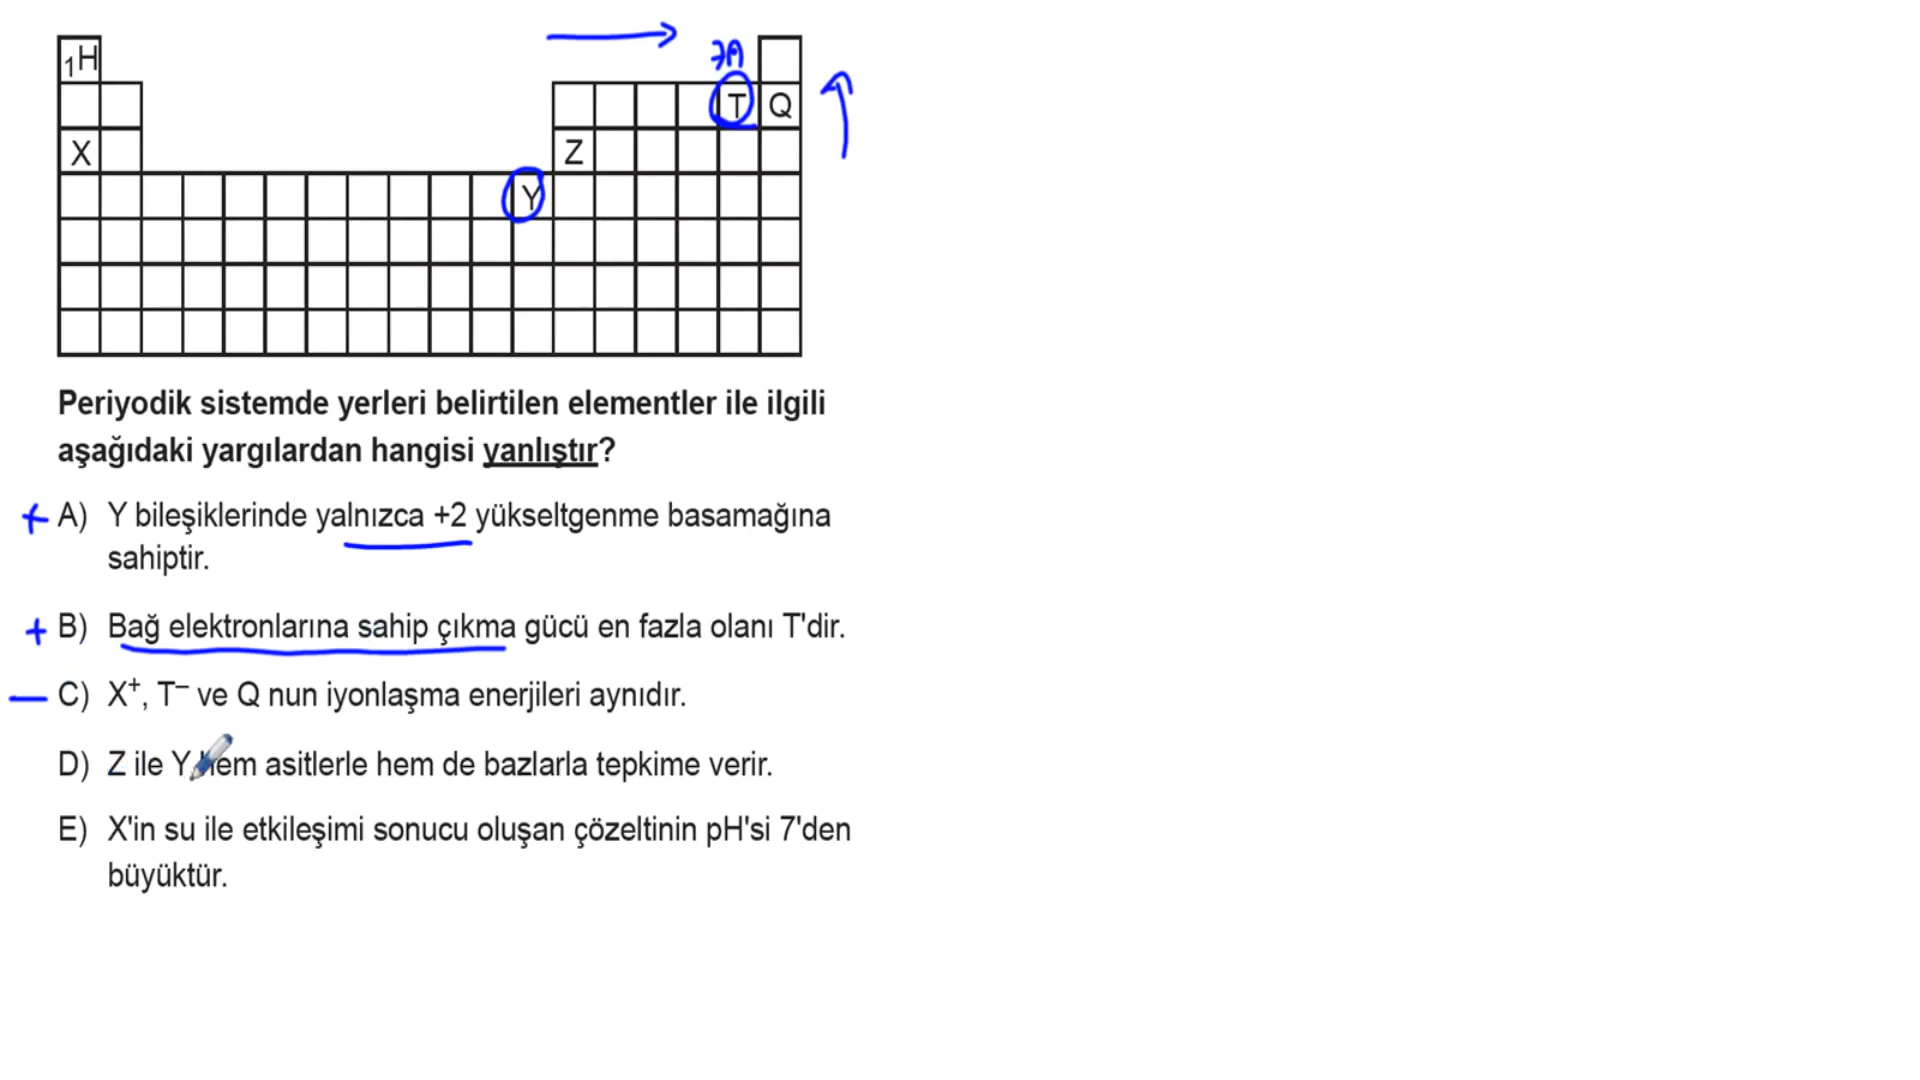 ₁H
7A
T Q
X Z
Y
Periyodik sistemde yerleri belirtilen elementler ile ilgili
aşağıdaki yargılardan hangisi yanlıştır?
+ A) Y bileşiklerinde yalnızca +2 yükseltgenme basamağına
sahiptir.
+ B) Bağ elektronlarına sahip çıkma gücü en fazla olanı T'dir.
— C) X⁺, T⁻ ve Q nun iyonlaşma enerjileri aynıdır.
D) Z ile Y hem asitlerle hem de bazlarla tepkime verir.
E) X'in su ile etkileşimi sonucu oluşan çözeltinin pH'si 7'den
büyüktür.